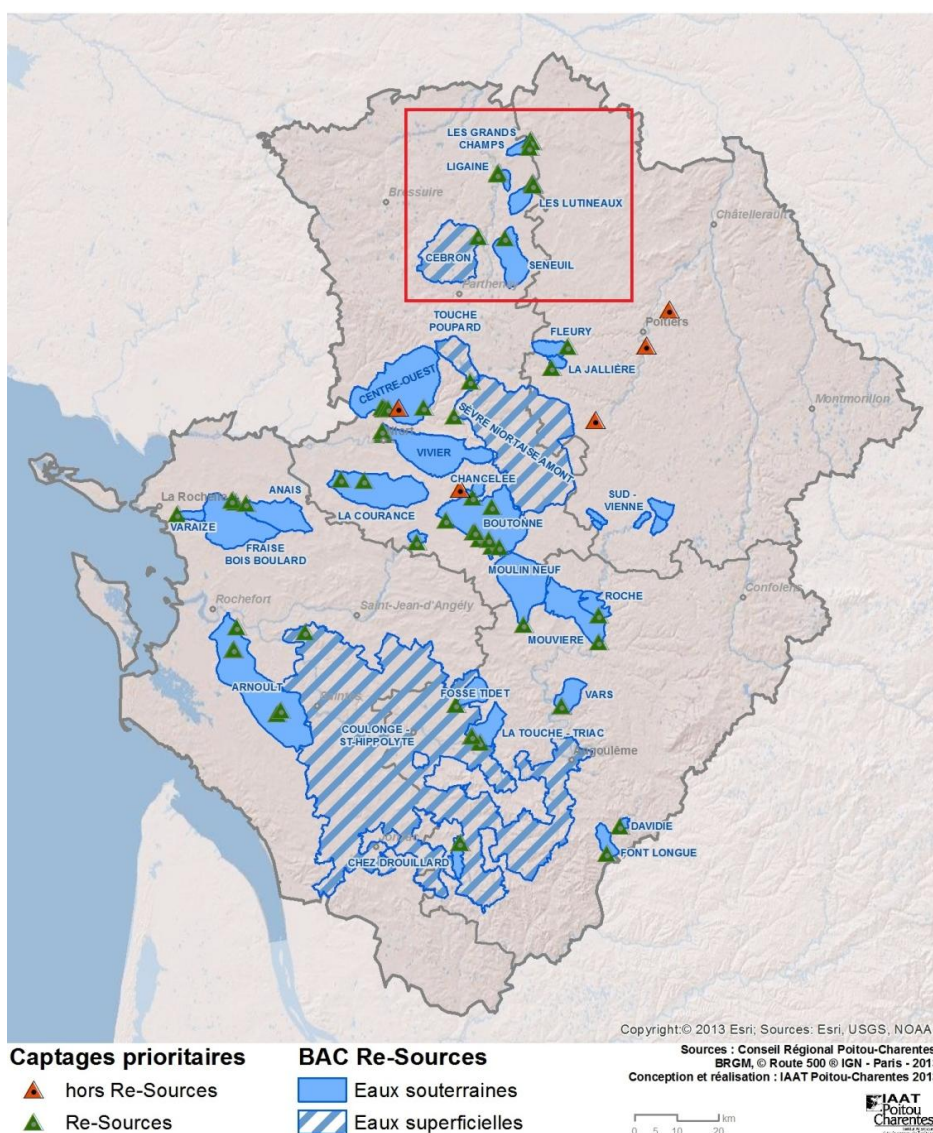 LES GRANDS
CHAMPS
LIGAINE
Bressuire
LES LUTINEAUX
Châtellerault
CEBRON
SENEUIL
Parthenay
TOUCHE
POUPARD
FLEURY
Poitiers
LA JALLIÈRE
CENTRE-OUEST
Montmorillon
SÈVRE NIORTAISE AMONT
VIVIER
CHANCELÉE
La Rochelle
ANAIS
LA COURANCE
BOUTONNE
SUD -
VIENNE
VARAIZE
FRAISE
BOIS BOULARD
MOULIN NEUF
Confolens
ROCHE
Rochefort
Saint-Jean-d'Angély
MOUVIERE
ARNOULT
FOSSE TIDET
VARS
Saintes
COULONGE -
ST-HIPPOLYTE
LA TOUCHE - TRIAC
Angoulême
DAVIDIE
FONT LONGUE
CHEZ DROUILLARD
Copyright:© 2013 Esri; Sources: Esri, USGS, NOAA
Captages prioritaires
hors Re-Sources
Re-Sources
BAC Re-Sources
Eaux souterraines
Eaux superficielles
Sources : Conseil Régional Poitou-Charentes
BRGM, © Route 500 ® IGN - Paris - 201
Conception et réalisation : IAAT Poitou-Charentes 201
km
0 5 10 20
IAAT
Poitou
Charentes